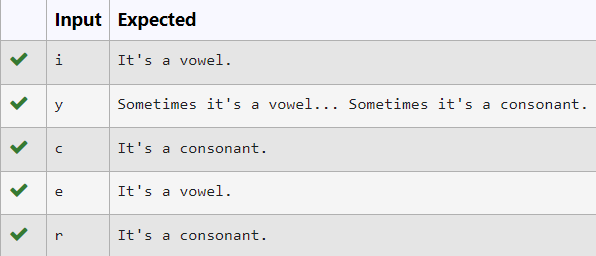 Input Expected
i It's a vowel.
y Sometimes it's a vowel... Sometimes it's a consonant.
c It's a consonant.
e It's a vowel.
r It's a consonant.